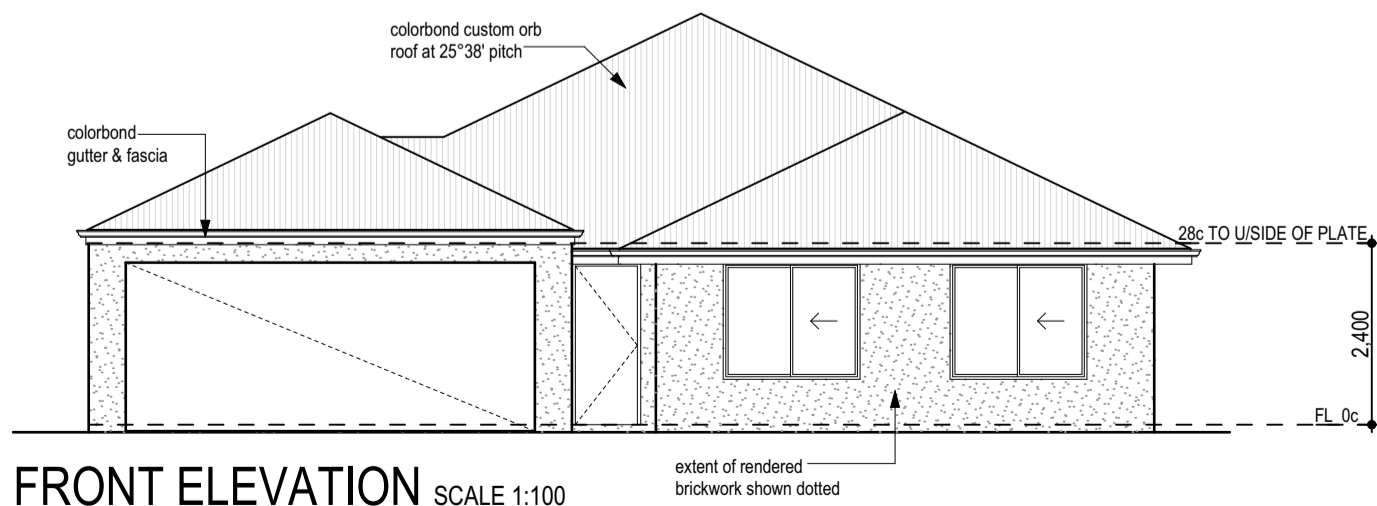 colorbond custom orb
roof at 25°38' pitch
colorbond
gutter & fascia
28c TO U/SIDE OF PLATE
2,400
FL 0c
extent of rendered
brickwork shown dotted
FRONT ELEVATION SCALE 1:100